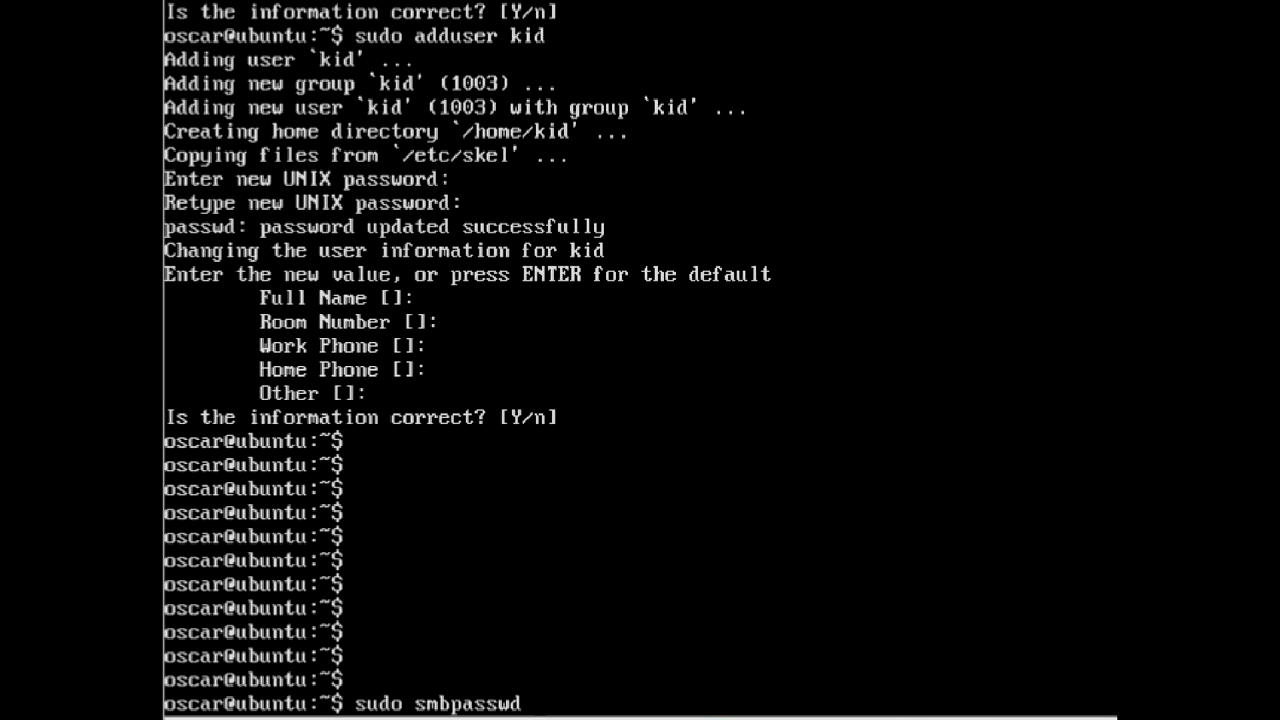 Is the information correct? [Y/n]
oscar@ubuntu:~$ sudo adduser kid
Adding user `kid' ...
Adding new group `kid' (1003) ...
Adding new user `kid' (1003) with group `kid' ...
Creating home directory `/home/kid' ...
Copying files from `/etc/skel' ...
Enter new UNIX password:
Retype new UNIX password:
passwd: password updated successfully
Changing the user information for kid
Enter the new value, or press ENTER for the default
Full Name []:
Room Number []:
Work Phone []:
Home Phone []:
Other []:
Is the information correct? [Y/n]
oscar@ubuntu:~$
oscar@ubuntu:~$
oscar@ubuntu:~$
oscar@ubuntu:~$
oscar@ubuntu:~$
oscar@ubuntu:~$
oscar@ubuntu:~$
oscar@ubuntu:~$
oscar@ubuntu:~$
oscar@ubuntu:~$
oscar@ubuntu:~$
oscar@ubuntu:~$ sudo smbpasswd